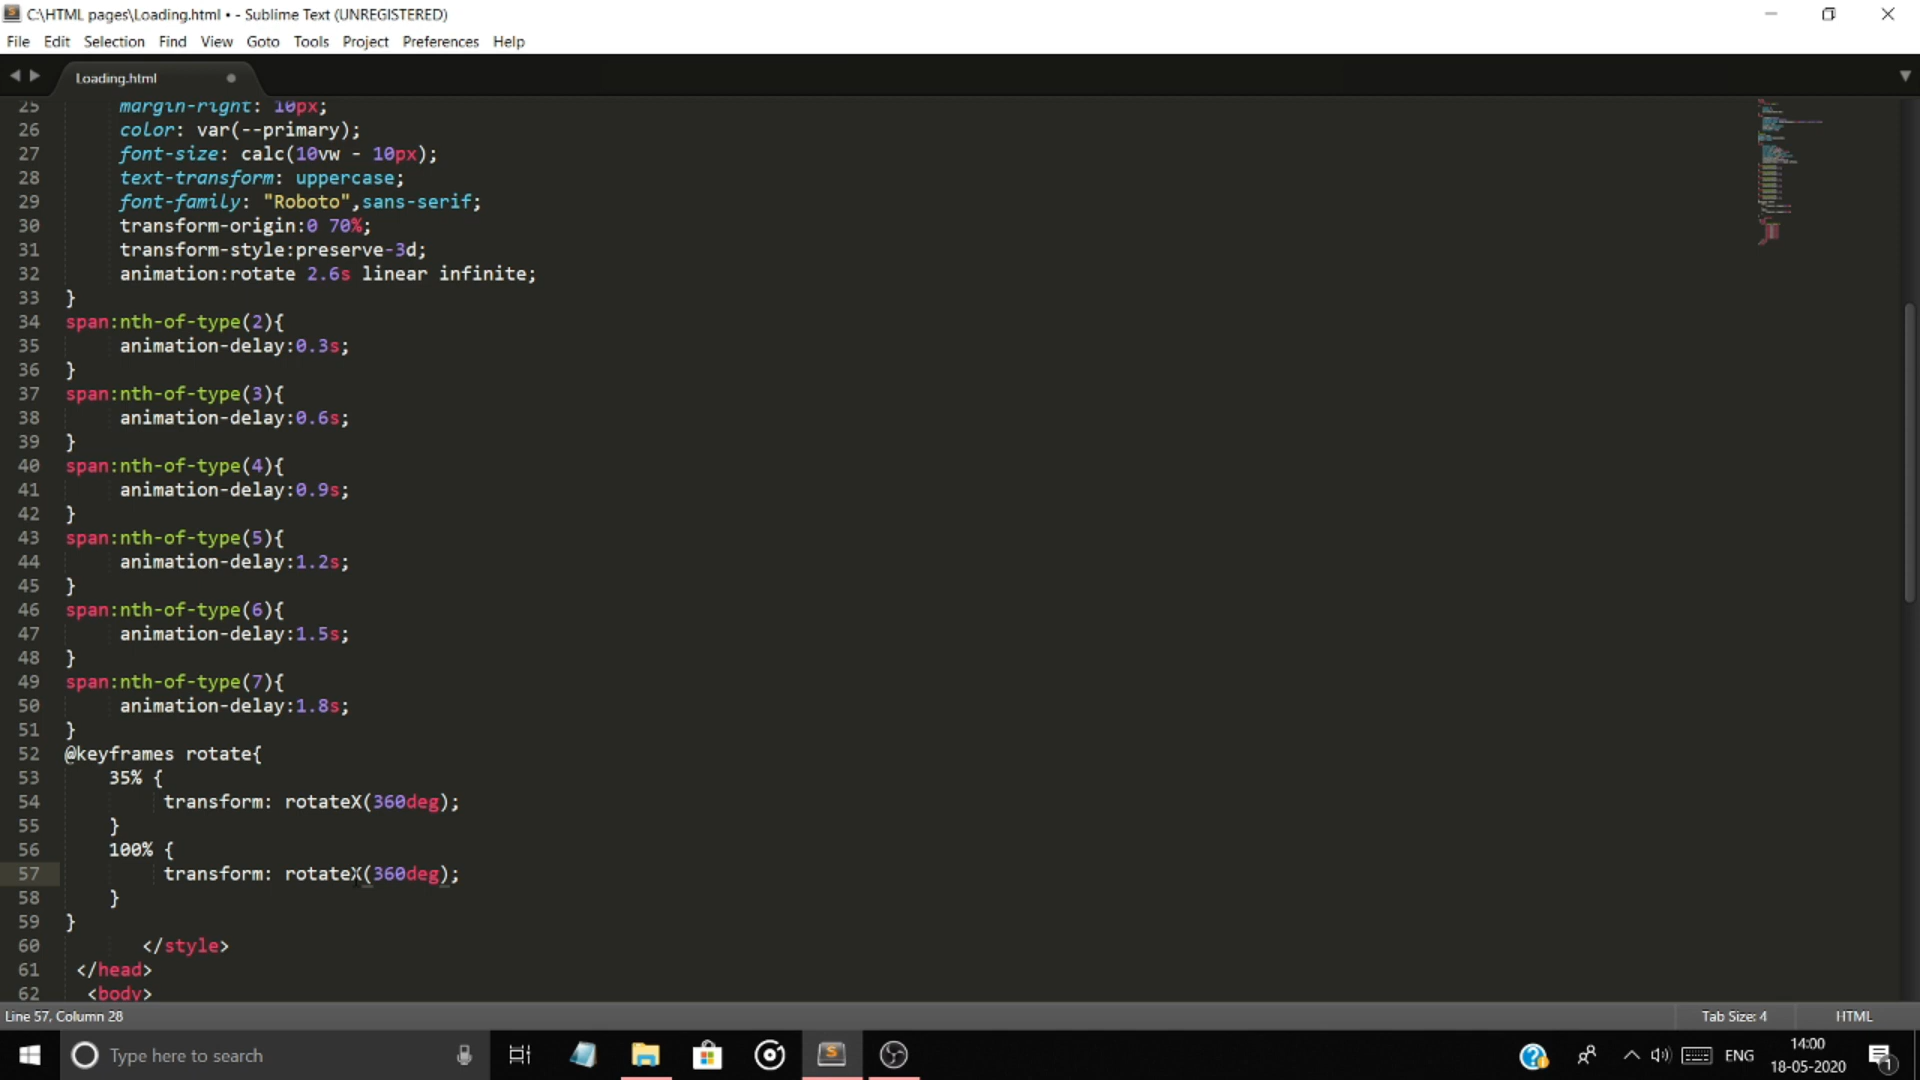 C:\HTML pages\Loading.html • - Sublime Text (UNREGISTERED)
File Edit Selection Find View Goto Tools Project Preferences Help
Loading.html
25 margin-right: 10px;
26 color: var(--primary);
27 font-size: calc(10vw - 10px);
28 text-transform: uppercase;
29 font-family: "Roboto",sans-serif;
30 transform-origin:0 70%;
31 transform-style:preserve-3d;
32 animation:rotate 2.6s linear infinite;
33 }
34 span:nth-of-type(2){
35 animation-delay:0.3s;
36 }
37 span:nth-of-type(3){
38 animation-delay:0.6s;
39 }
40 span:nth-of-type(4){
41 animation-delay:0.9s;
42 }
43 span:nth-of-type(5){
44 animation-delay:1.2s;
45 }
46 span:nth-of-type(6){
47 animation-delay:1.5s;
48 }
49 span:nth-of-type(7){
50 animation-delay:1.8s;
51 }
52 @keyframes rotate{
53 35% {
54 transform: rotateX(360deg);
55 }
56 100% {
57 transform: rotateX(360deg);
58 }
59 }
60 </style>
61 </head>
62 <body>
Line 57, Column 28 Tab Size: 4 HTML
Type here to search ENG 14:00
18-05-2020 1